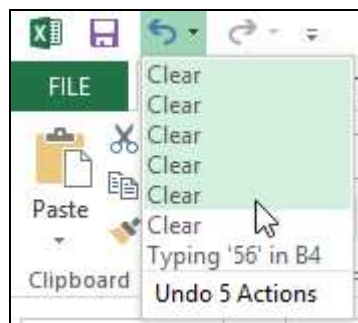 FILE
Clear
Clear
Clear
Clear
Clear
Clear
Typing '56' in B4
Undo 5 Actions
Paste
Clipboard